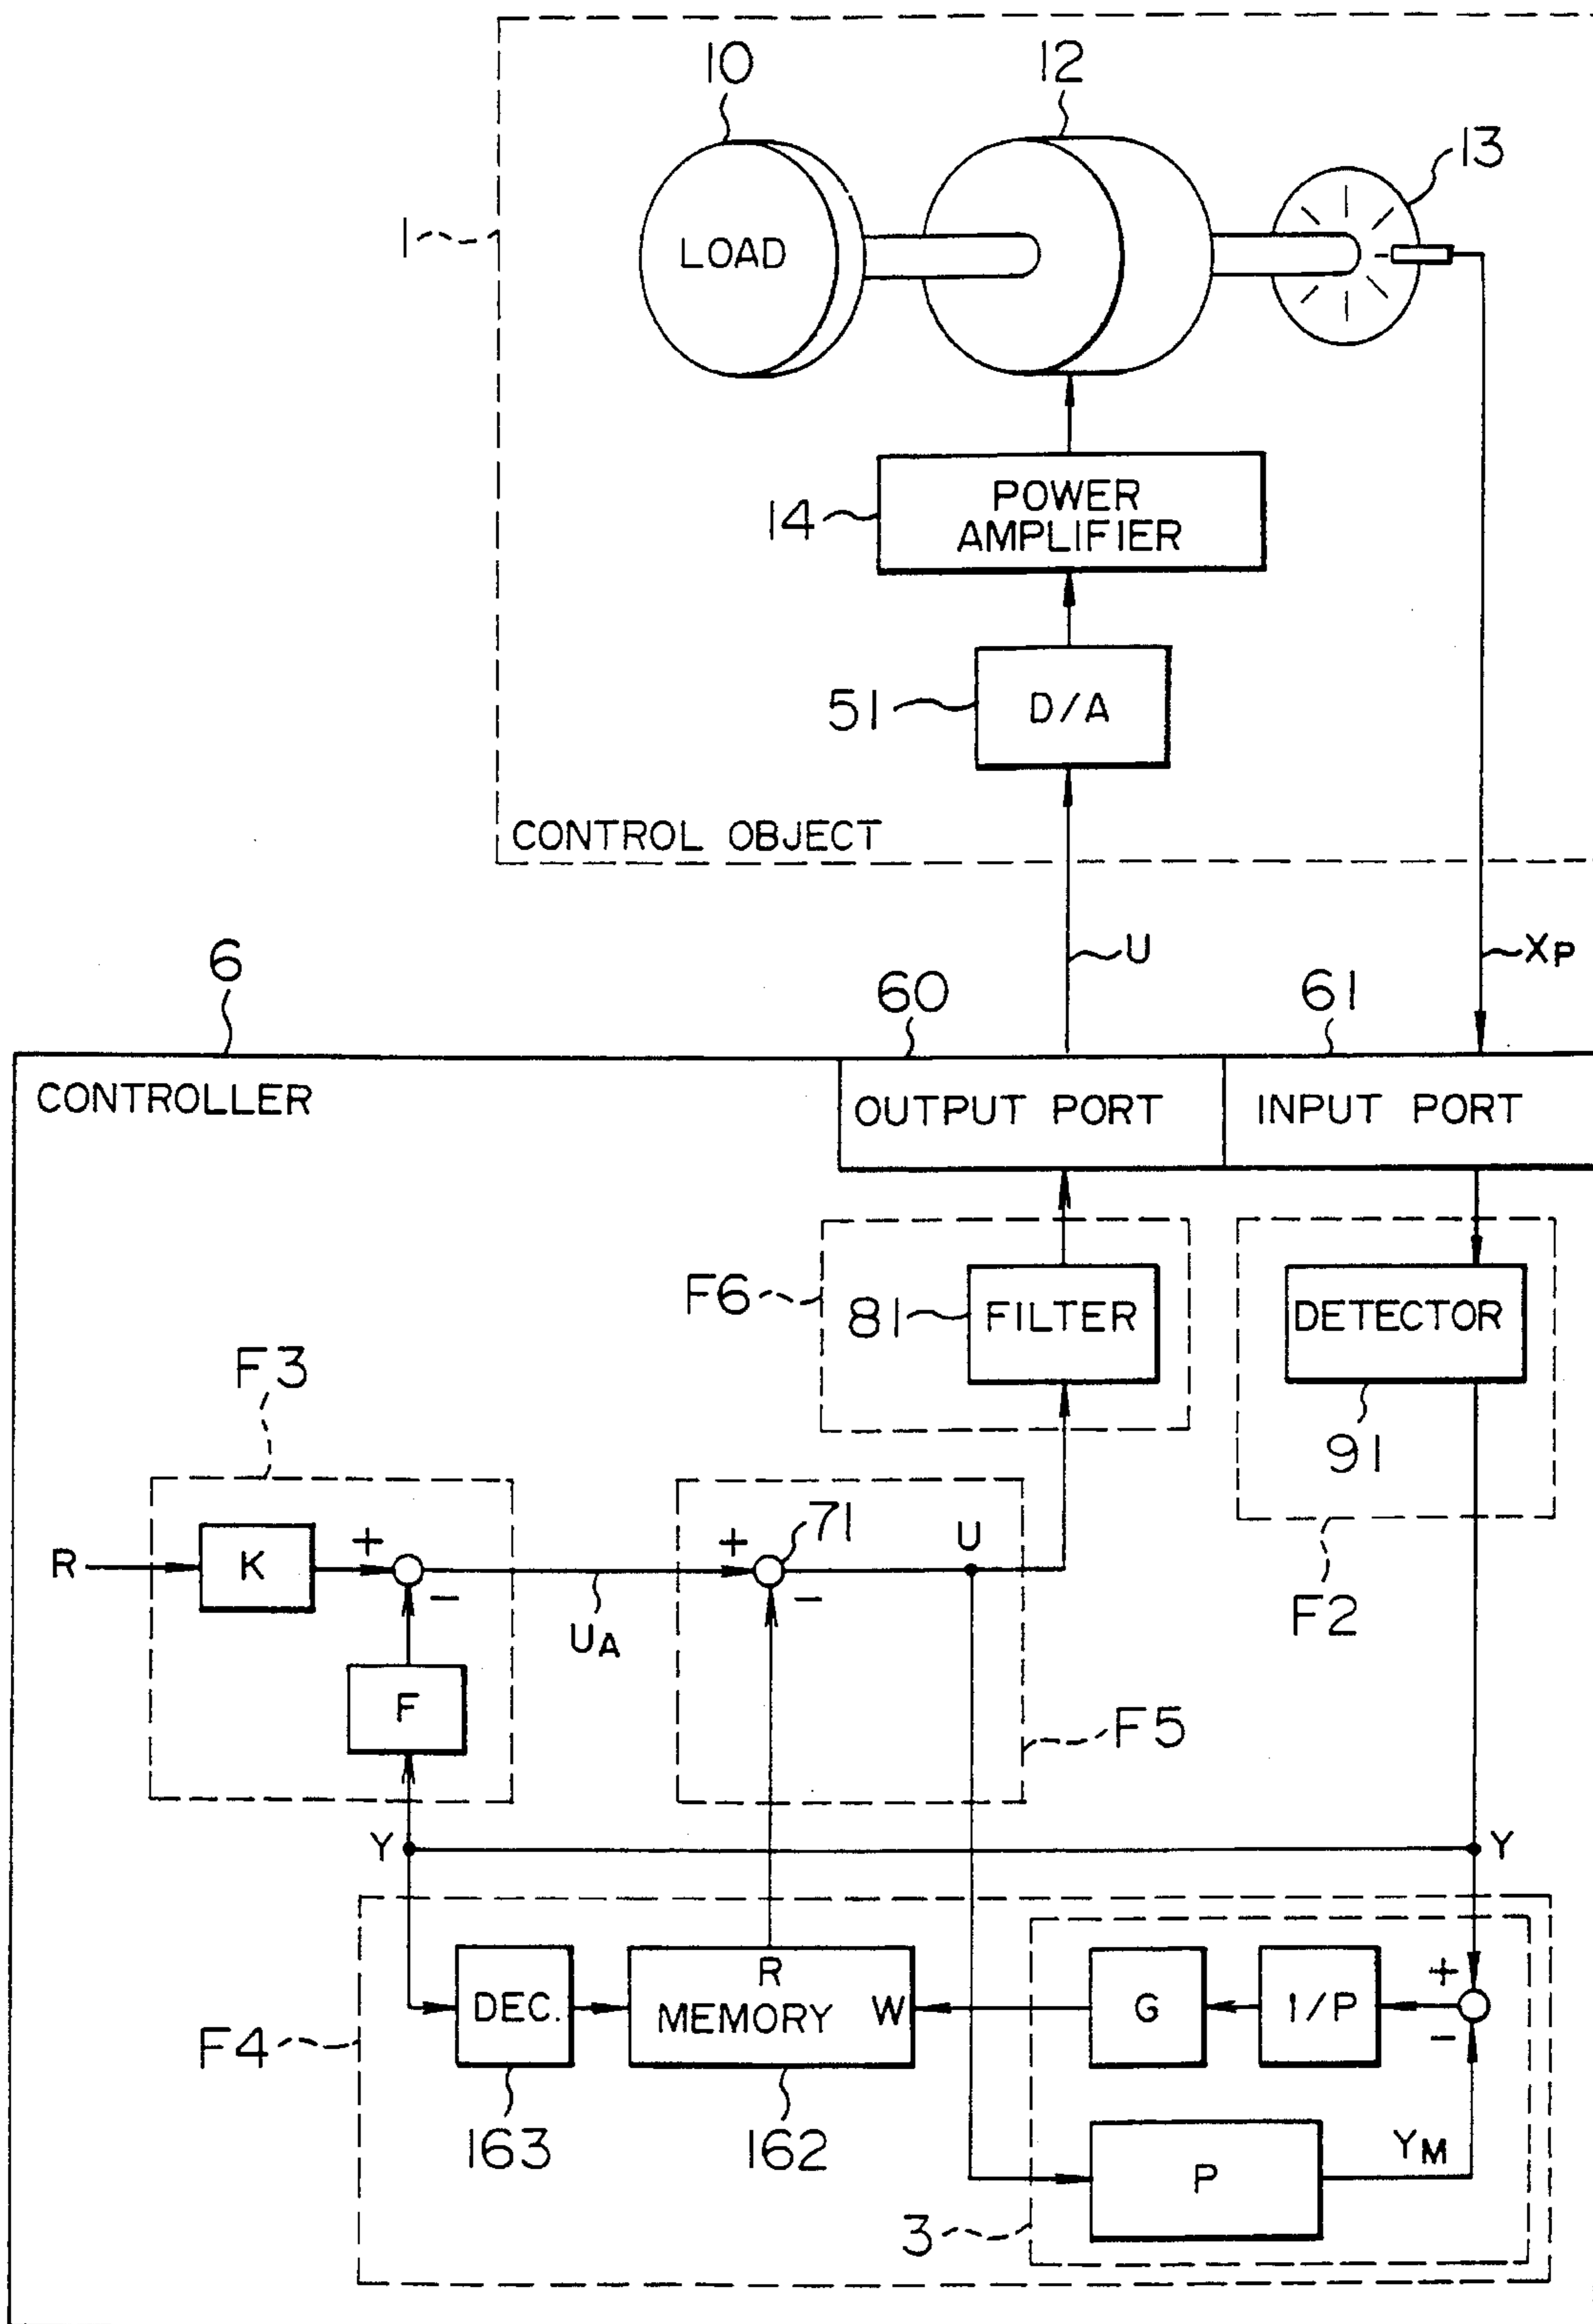 10
12
13
1
LOAD
POWER
AMPLIFIER
14
D/A
51
CONTROL OBJECT
U
XP
6
60
61
CONTROLLER
OUTPUT PORT
INPUT PORT
F6
81
FILTER
DETECTOR
91
F3
F2
R
K
+
−
UA
+
71
−
U
F
F5
Y
Y
F4
DEC.
R
MEMORY
W
G
1/P
+
−
163
162
P
YM
3